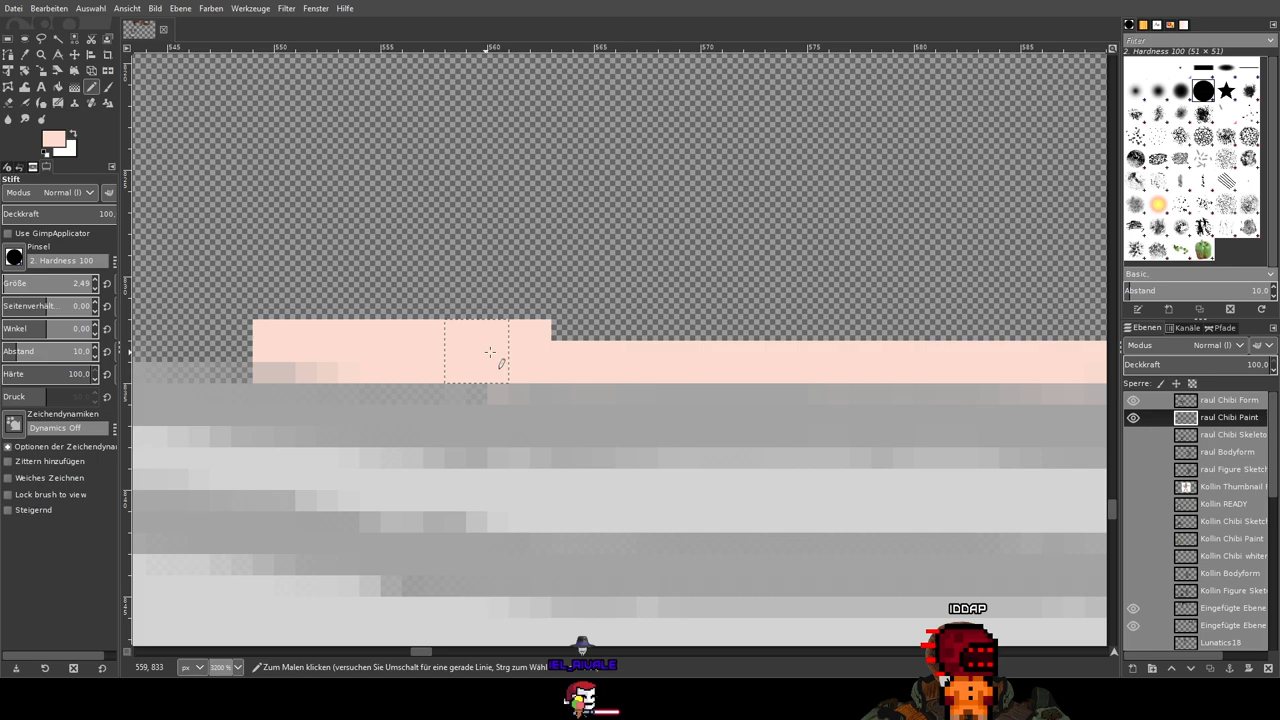 Datei Bearbeiten Auswahl Ansicht Bild Ebene Farben Werkzeuge Filter Fenster Hilfe
545 550 555 560 565 570 575 580 585
Filter
2. Hardness 100 (51 × 51)
Stift
Modus Normal (l)
Deckkraft 100,
Use GimpApplicator
Pinsel
2. Hardness 100
Größe 2,49
Seitenverhält... 0,00
Winkel 0,00
Abstand 10,0
Härte 100,0
Druck 50,0
Zeichendynamiken
Dynamics Off
Optionen der Zeichendynam
Zittern hinzufügen
Weiches Zeichnen
Lock brush to view
Steigernd
Basic,
Abstand 10,0
Ebenen Kanäle Pfade
Modus Normal (l)
Deckkraft 100,0
Sperre:
raul Chibi Form
raul Chibi Paint
raul Chibi Skeleto
raul Bodyform
raul Figure Sketch
Kollin Thumbnail
Kollin READY
Kollin Chibi Sketch
Kollin Chibi Paint
Kollin Chibi whiter
Kollin Bodyform
Kollin Figure Sket
Eingefügte Ebene
Eingefügte Ebene
Lunatics18
IDDAP
559, 833 px 3200 % Zum Malen klicken (versuchen Sie Umschalt für eine gerade Linie, Strg zum Wäh